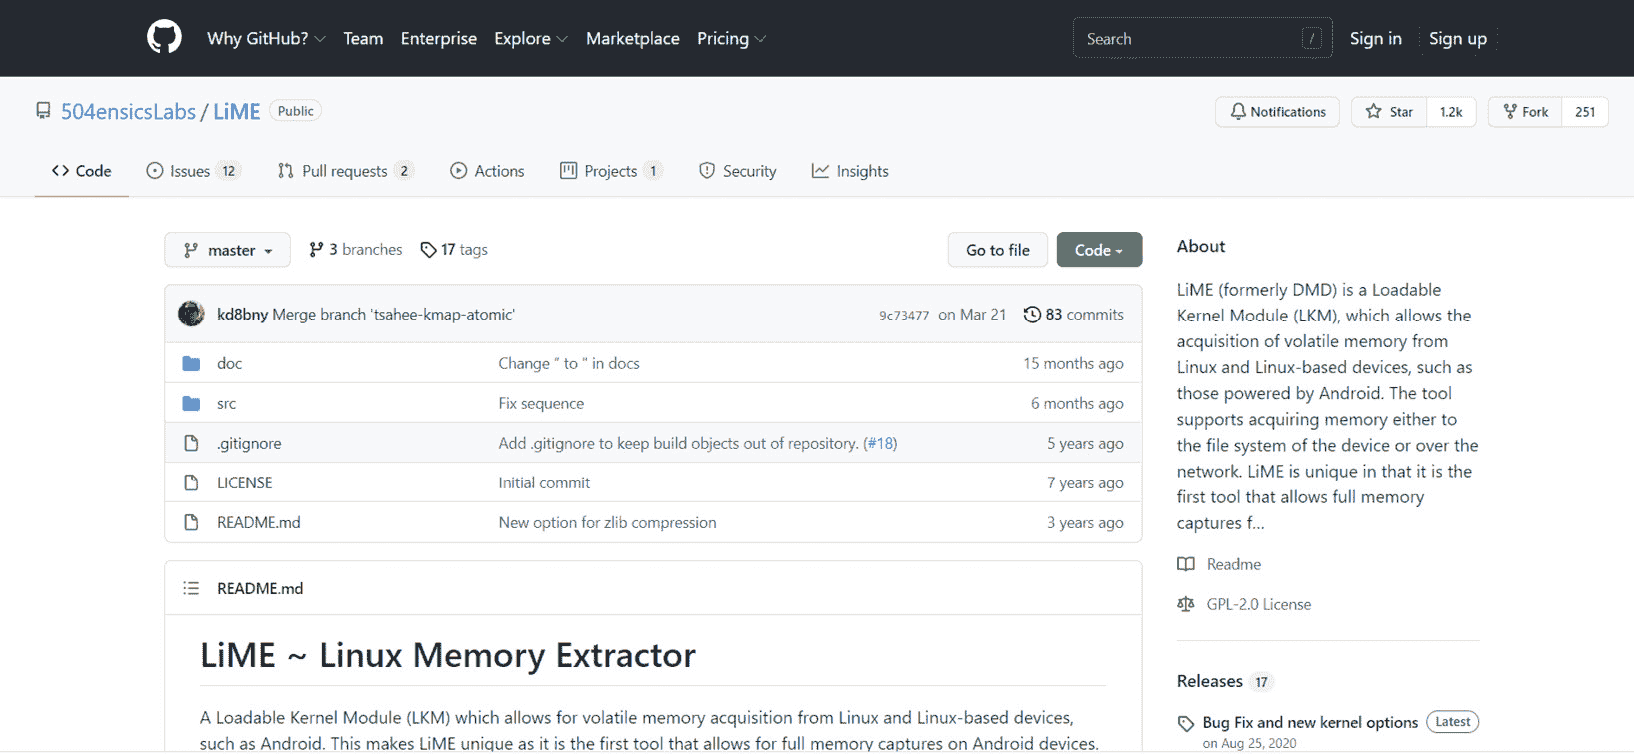 Why GitHub? Team Enterprise Explore Marketplace Pricing Search / Sign in Sign up
504ensicsLabs / LiME Public Notifications Star 1.2k Fork 251
Code Issues 12 Pull requests 2 Actions Projects 1 Security Insights
master 3 branches 17 tags Go to file Code
kd8bny Merge branch 'tsahee-kmap-atomic' 9c73477 on Mar 21 83 commits
doc Change “ to " in docs 15 months ago
src Fix sequence 6 months ago
.gitignore Add .gitignore to keep build objects out of repository. (#18) 5 years ago
LICENSE Initial commit 7 years ago
README.md New option for zlib compression 3 years ago
README.md
LiME ~ Linux Memory Extractor
A Loadable Kernel Module (LKM) which allows for volatile memory acquisition from Linux and Linux-based devices,
such as Android. This makes LiME unique as it is the first tool that allows for full memory captures on Android devices.
About
LiME (formerly DMD) is a Loadable
Kernel Module (LKM), which allows the
acquisition of volatile memory from
Linux and Linux-based devices, such as
those powered by Android. The tool
supports acquiring memory either to
the file system of the device or over the
network. LiME is unique in that it is the
first tool that allows full memory
captures f...
Readme
GPL-2.0 License
Releases 17
Bug Fix and new kernel options Latest
on Aug 25, 2020